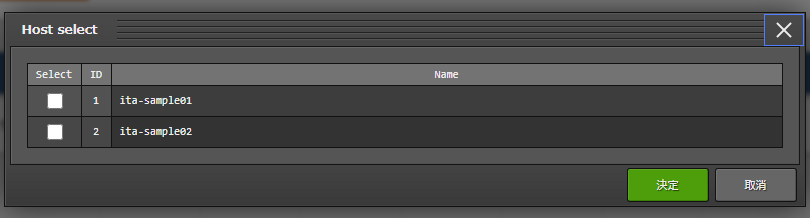 Host select
Select ID Name
1 ita-sample01
2 ita-sample02
決定 取消